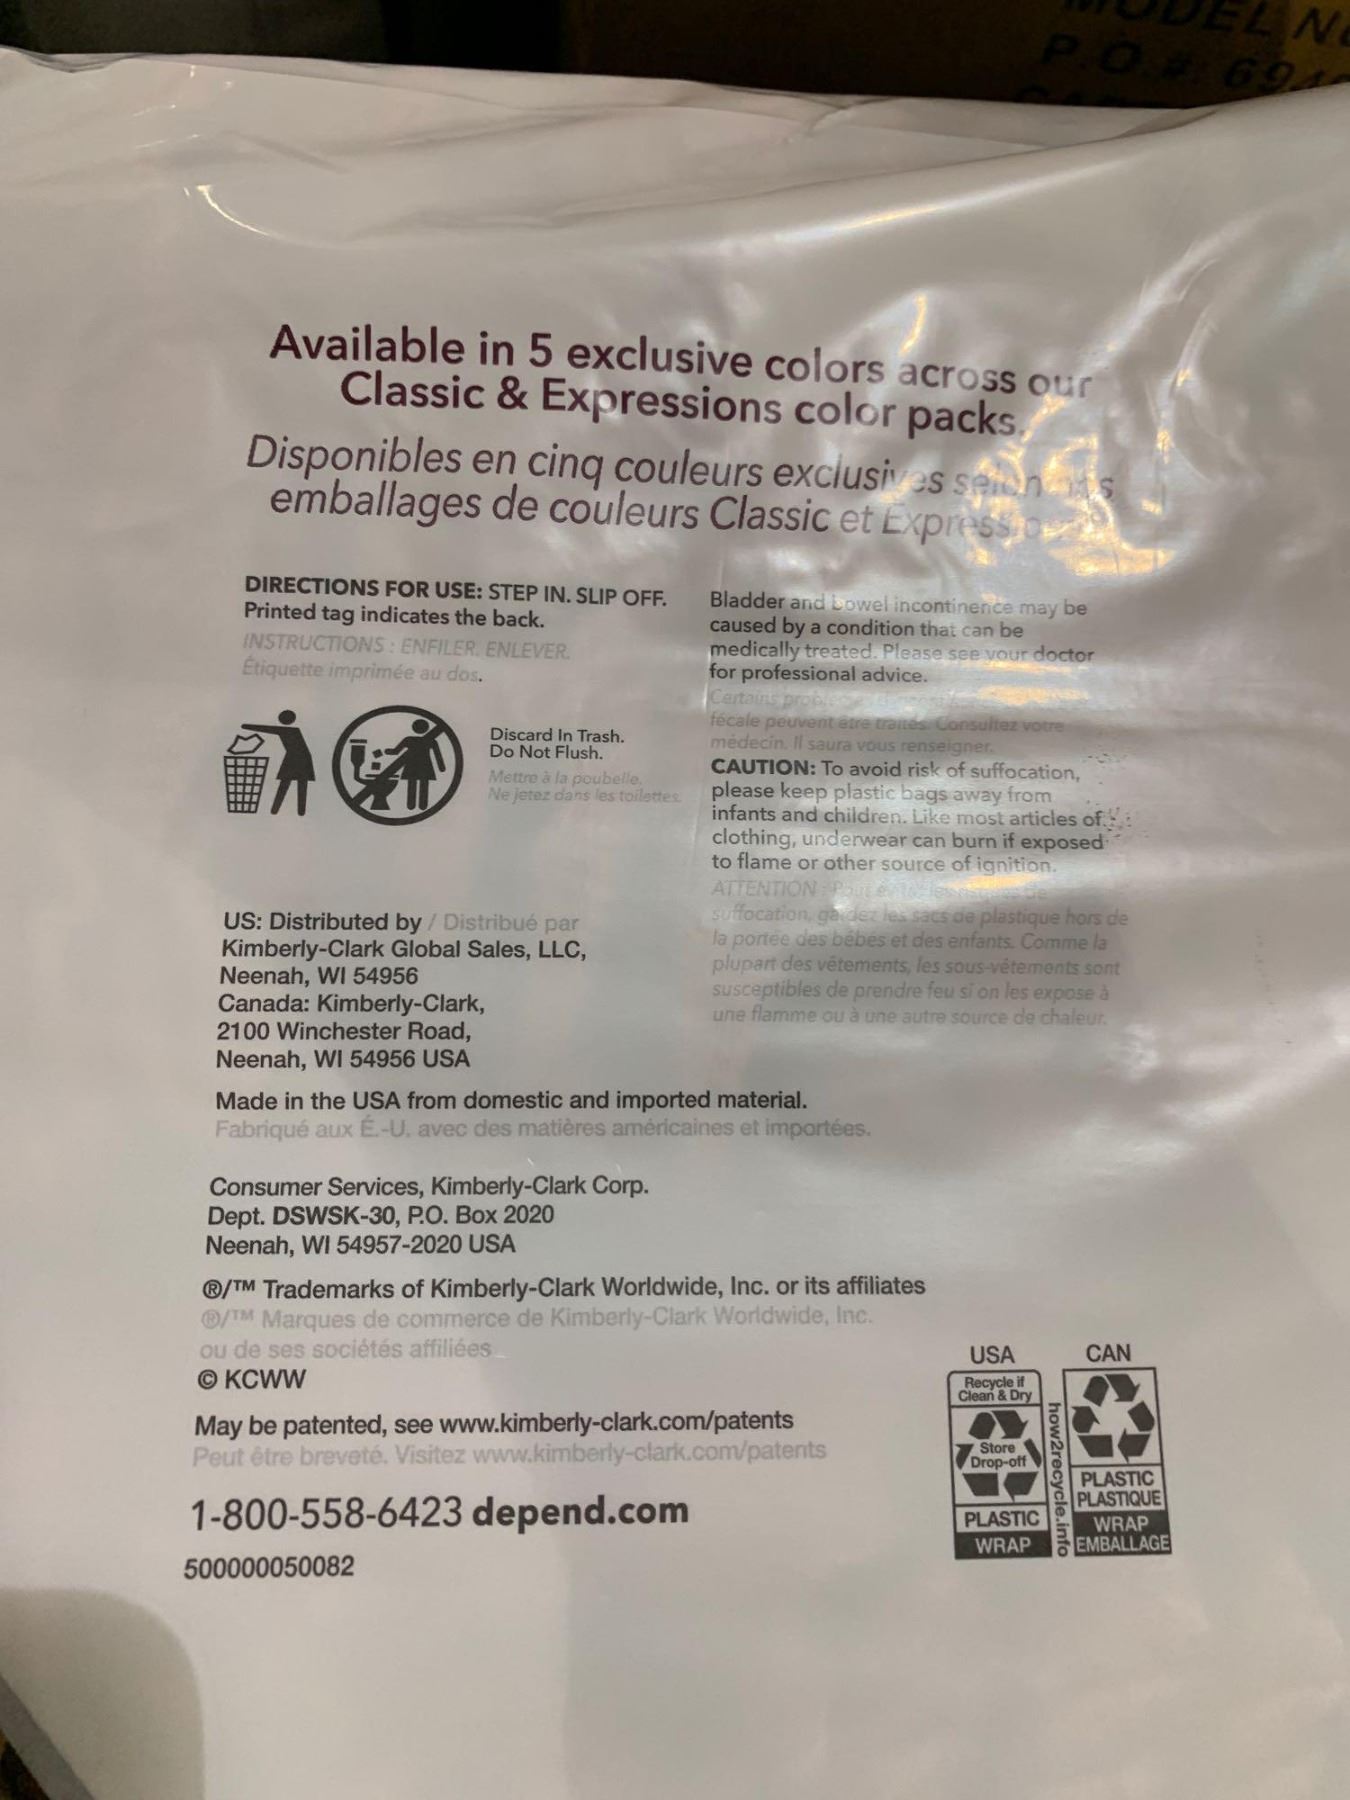 MODEL
P.O.#: 69
Available in 5 exclusive colors across our
Classic & Expressions color packs.
Disponibles en cinq couleurs exclusives selon les
emballages de couleurs Classic et
DIRECTIONS FOR USE: STEP IN. SLIP OFF.
Printed tag indicates the back.
INSTRUCTIONS : ENFILER. ENLEVER.
Étiquette imprimée au dos.
Discard In Trash.
Do Not Flush.
Mettre à la poubelle.
Ne jetez dans les toilettes.
Bladder and bowel incontinence may be
caused by a condition that can be
medically treated. Please see your doctor
for professional advice.
Certains
fécale peuvent être traités. Consultez votre
médecin. Il saura vous renseigner.
CAUTION: To avoid risk of suffocation,
please keep plastic bags away from
infants and children. Like most articles of
clothing, underwear can burn if exposed
to flame or other source of ignition.
ATTENTION : Pour de
suffocation, gardez les sacs de plastique hors de
la portée des bébés et des enfants. Comme la
plupart des vêtements, les sous-vêtements sont
susceptibles de prendre feu si on les expose à
une flamme ou à une autre source de chaleur.
US: Distributed by / Distribué par
Kimberly-Clark Global Sales, LLC,
Neenah, WI 54956
Canada: Kimberly-Clark,
2100 Winchester Road,
Neenah, WI 54956 USA
Made in the USA from domestic and imported material.
Fabriqué aux É.-U. avec des matières américaines et importées.
Consumer Services, Kimberly-Clark Corp.
Dept. DSWSK-30, P.O. Box 2020
Neenah, WI 54957-2020 USA
®/™ Trademarks of Kimberly-Clark Worldwide, Inc. or its affiliates
®/™ Marques de commerce de Kimberly-Clark Worldwide, Inc.
ou de ses sociétés affiliées
© KCWW
May be patented, see www.kimberly-clark.com/patents
Peut être breveté. Visitez www.kimberly-clark.com/patents
1-800-558-6423 depend.com
500000050082
USA
Recycle if
Clean & Dry
Store
Drop-off
PLASTIC
WRAP
how2recycle.info
CAN
PLASTIC
PLASTIQUE
WRAP
EMBALLAGE